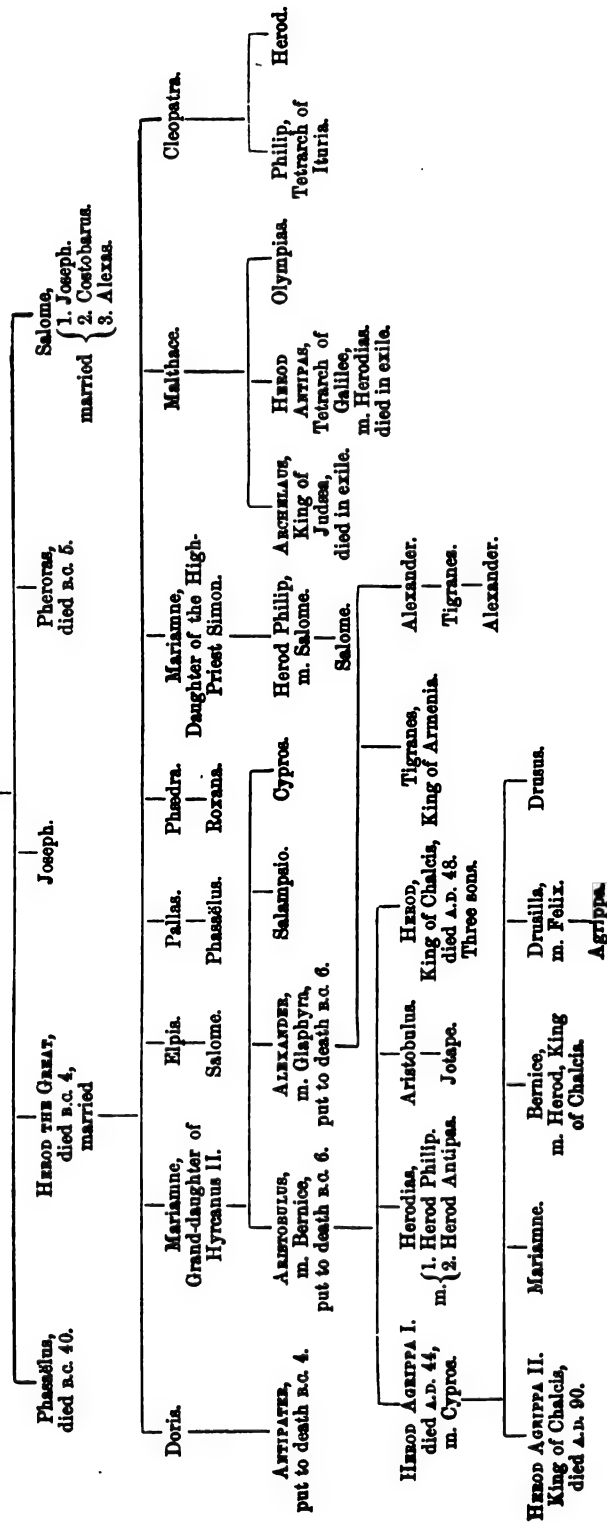 Phasaëlus,
died B.C. 40.
HEROD THE GREAT,
died B.C. 4,
married
Joseph.
Pheroras,
died B.C. 5.
Salome,
married { 1. Joseph.
2. Costobarus.
3. Alexas.
Doris.
Mariamne,
Grand-daughter of
Hyrcanus II.
Elpis.
Pallas.
Phædra.
Mariamne,
Daughter of the High-
Priest Simon.
Malthace.
Cleopatra.
ANTIPATER,
put to death B.C. 4.
ARISTOBULUS,
m. Bernice,
put to death B.C. 6.
ALEXANDER,
m. Glaphyra,
put to death B.C. 6.
Salampsio.
Cypros.
Salome.
Phasaëlus.
Roxana.
Herod Philip,
m. Salome.
Salome.
ARCHELAUS,
King of
Judæa,
died in exile.
HEROD
ANTIPAS,
Tetrarch of
Galilee,
m. Herodias.
died in exile.
Olympias.
Philip,
Tetrarch of
Ituria.
Herod.
HEROD AGRIPPA I.
died A.D. 44,
m. Cypros.
Herodias,
m. { 1. Herod Philip.
2. Herod Antipas.
Aristobulus.
Jotape.
HEROD,
King of Chalcis,
died A.D. 48.
Three sons.
Tigranes,
King of Armenia.
Alexander.
Tigranes.
Alexander.
HEROD AGRIPPA II.
King of Chalcis,
died A.D. 90.
Mariamne.
Bernice,
m. Herod, King
of Chalcis.
Drusilla,
m. Felix.
Agrippa.
Drusus.